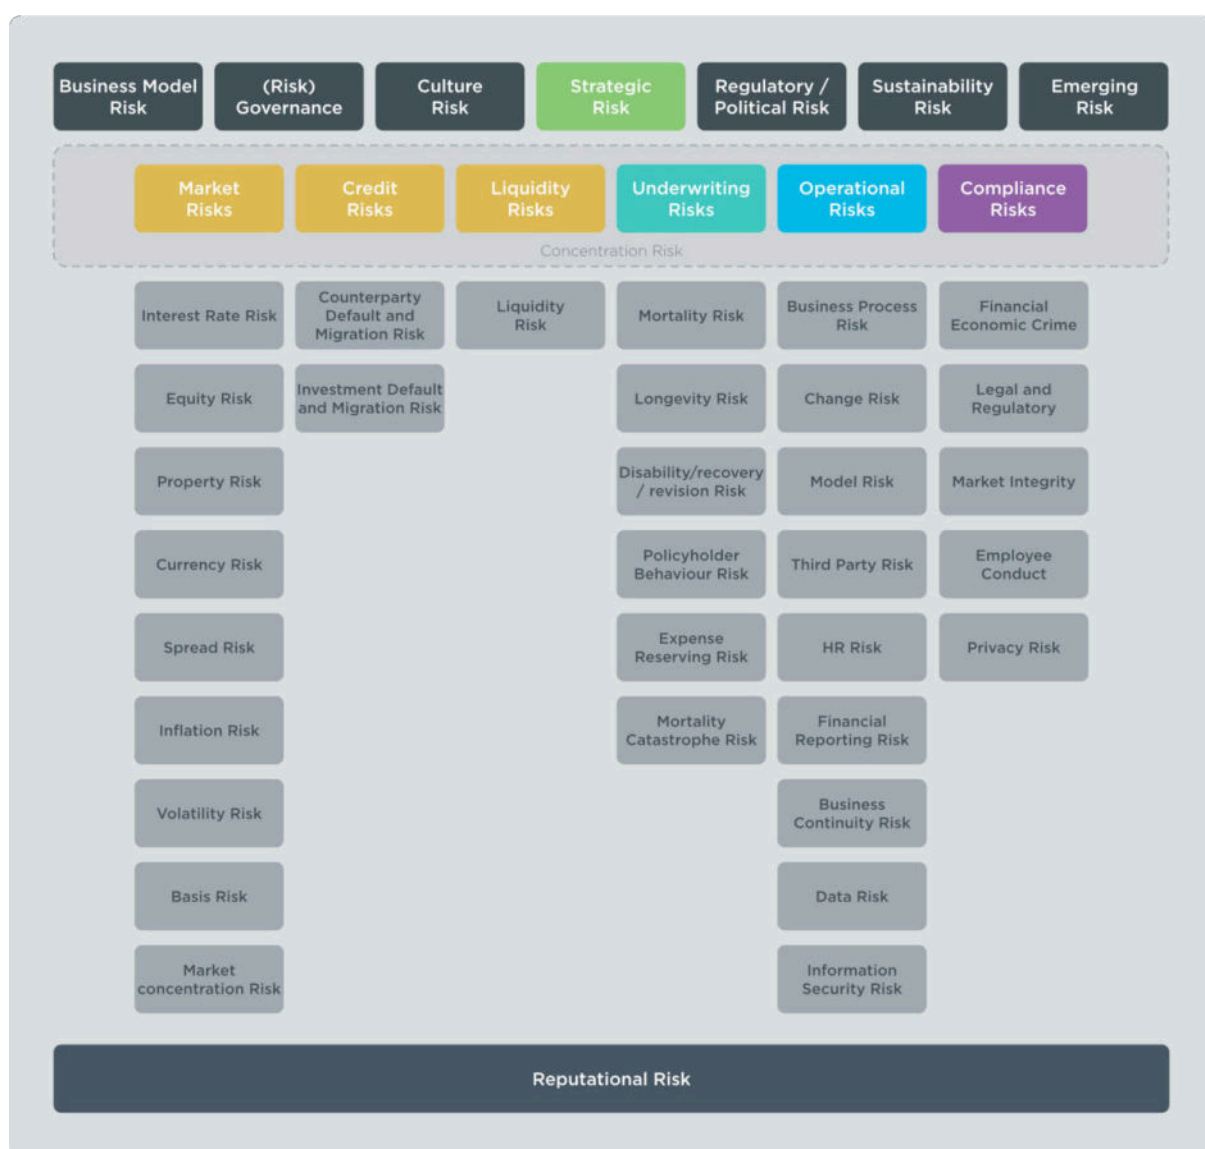 Business Model
Risk
(Risk)
Governance
Culture
Risk
Strategic
Risk
Regulatory /
Political Risk
Sustainability
Risk
Emerging
Risk
Market
Risks
Credit
Risks
Liquidity
Risks
Underwriting
Risks
Operational
Risks
Compliance
Risks
Concentration Risk
Interest Rate Risk
Counterparty
Default and
Migration Risk
Liquidity
Risk
Mortality Risk
Business Process
Risk
Financial
Economic Crime
Equity Risk
Investment Default
and Migration Risk
Longevity Risk
Change Risk
Legal and
Regulatory
Property Risk
Disability/recovery
/ revision Risk
Model Risk
Market Integrity
Currency Risk
Policyholder
Behaviour Risk
Third Party Risk
Employee
Conduct
Spread Risk
Expense
Reserving Risk
HR Risk
Privacy Risk
Inflation Risk
Mortality
Catastrophe Risk
Financial
Reporting Risk
Volatility Risk
Business
Continuity Risk
Basis Risk
Data Risk
Market
concentration Risk
Information
Security Risk
Reputational Risk